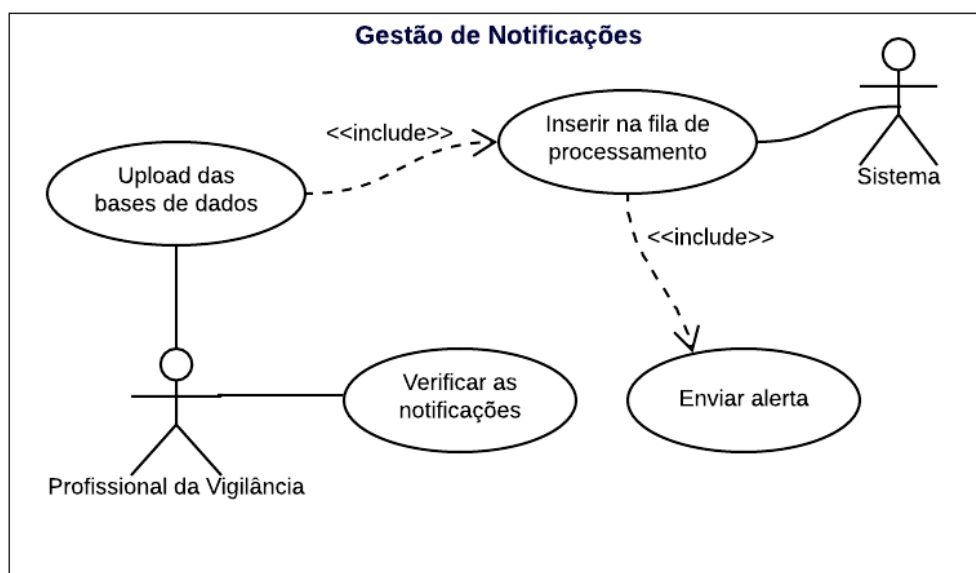 Gestão de Notificações
<<include>>
Inserir na fila de
processamento
Sistema
Upload das
bases de dados
<<include>>
Verificar as
notificações
Enviar alerta
Profissional da Vigilância